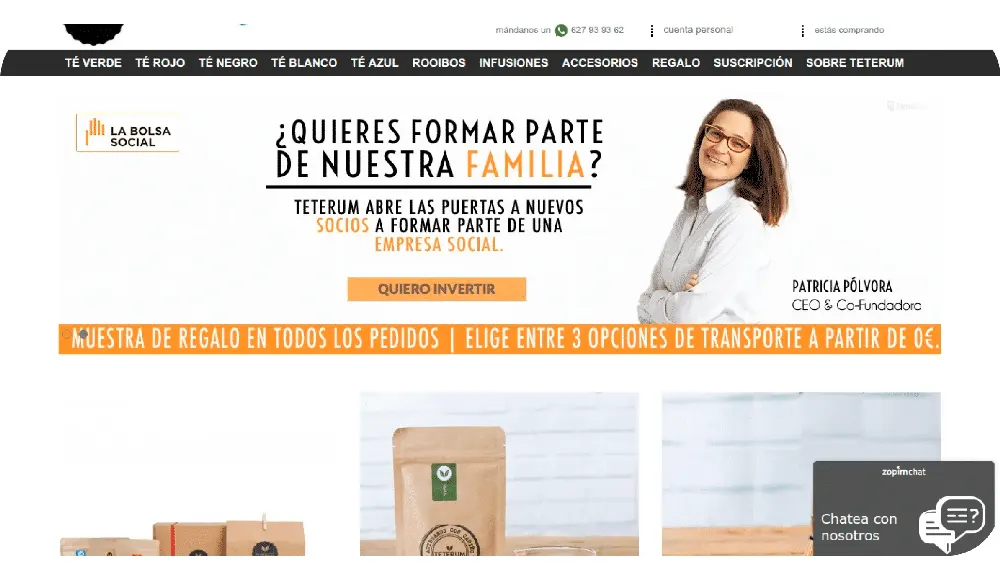 mándanos un 627 93 93 62
cuenta personal
estás comprando
TÉ VERDE TÉ ROJO TÉ NEGRO TÉ BLANCO TÉ AZUL ROOIBOS INFUSIONES ACCESORIOS REGALO SUSCRIPCIÓN SOBRE TETERUM
LA BOLSA
SOCIAL
¿QUIERES FORMAR PARTE
DE NUESTRA FAMILIA?
TETERUM ABRE LAS PUERTAS A NUEVOS
SOCIOS A FORMAR PARTE DE UNA
EMPRESA SOCIAL.
QUIERO INVERTIR
PATRICIA PÓLVORA
CEO & Co-Fundadora
MUESTRA DE REGALO EN TODOS LOS PEDIDOS | ELIGE ENTRE 3 OPCIONES DE TRANSPORTE A PARTIR DE 0€.
TETERUM
zopim chat
Chatea con
nosotros